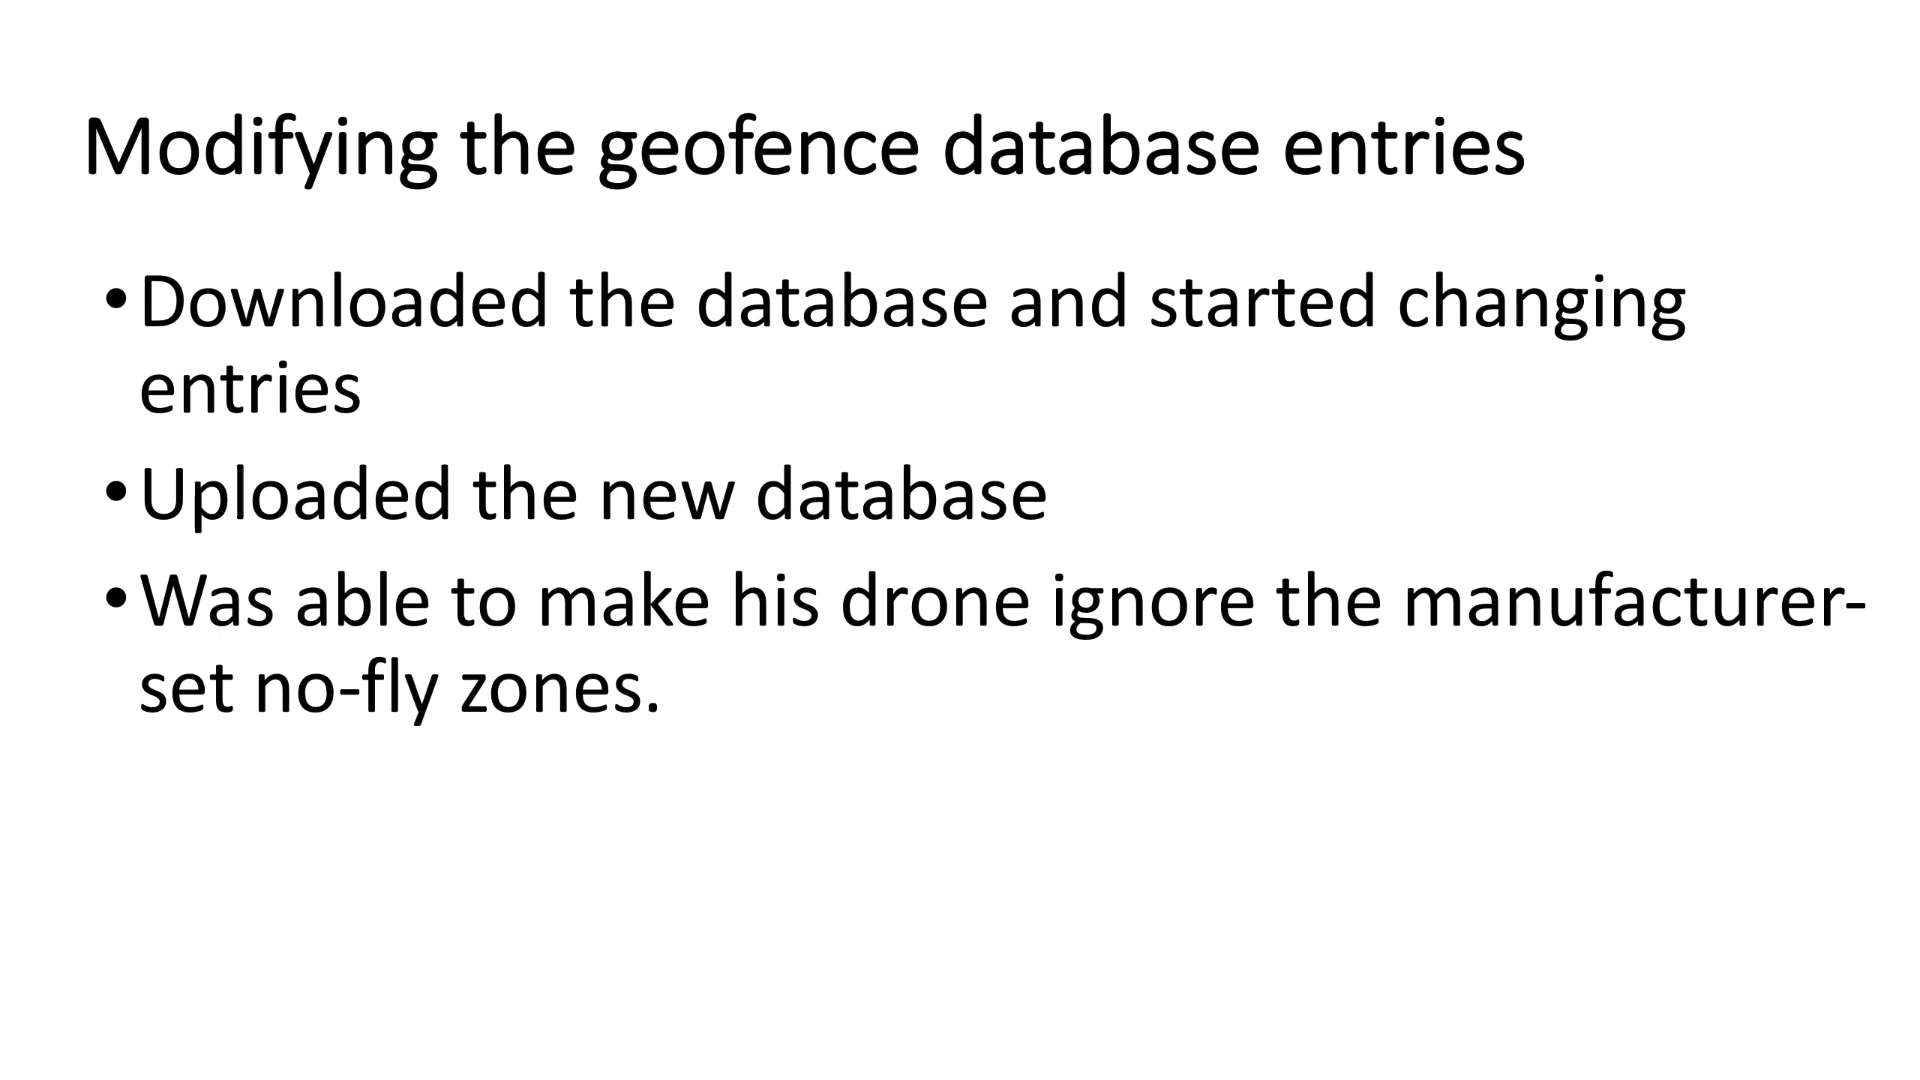 Modifying the geofence database entries
•Downloaded the database and started changing
entries
•Uploaded the new database
•Was able to make his drone ignore the manufacturer-
set no-fly zones.